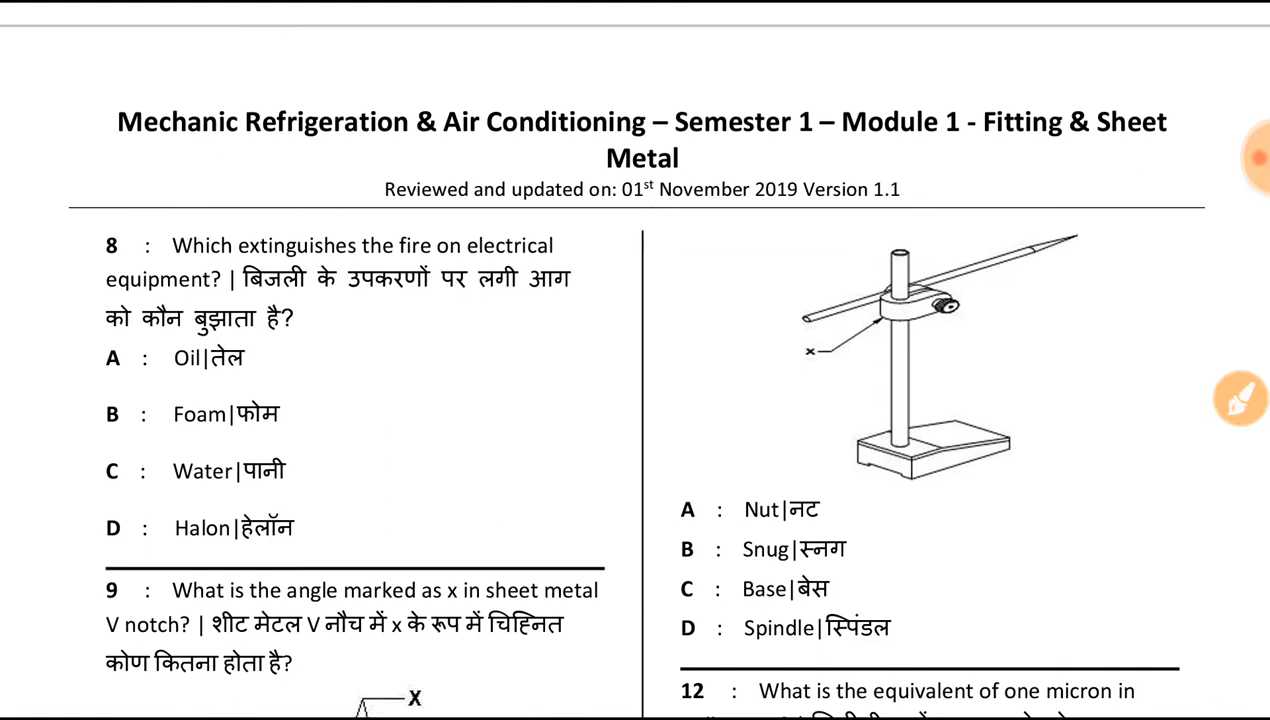 Mechanic Refrigeration & Air Conditioning – Semester 1 – Module 1 - Fitting & Sheet
Metal
Reviewed and updated on: 01st November 2019 Version 1.1
8 : Which extinguishes the fire on electrical
equipment? | बिजली के उपकरणों पर लगी आग
को कौन बुझाता है?
A : Oil|तेल
B : Foam|फोम
C : Water|पानी
D : Halon|हेलॉन
9 : What is the angle marked as x in sheet metal
V notch? | शीट मेटल V नौच में x के रूप में चिह्नित
कोण कितना होता है?
X
x
A : Nut|नट
B : Snug|स्नग
C : Base|बेस
D : Spindle|स्पिंडल
12 : What is the equivalent of one micron in